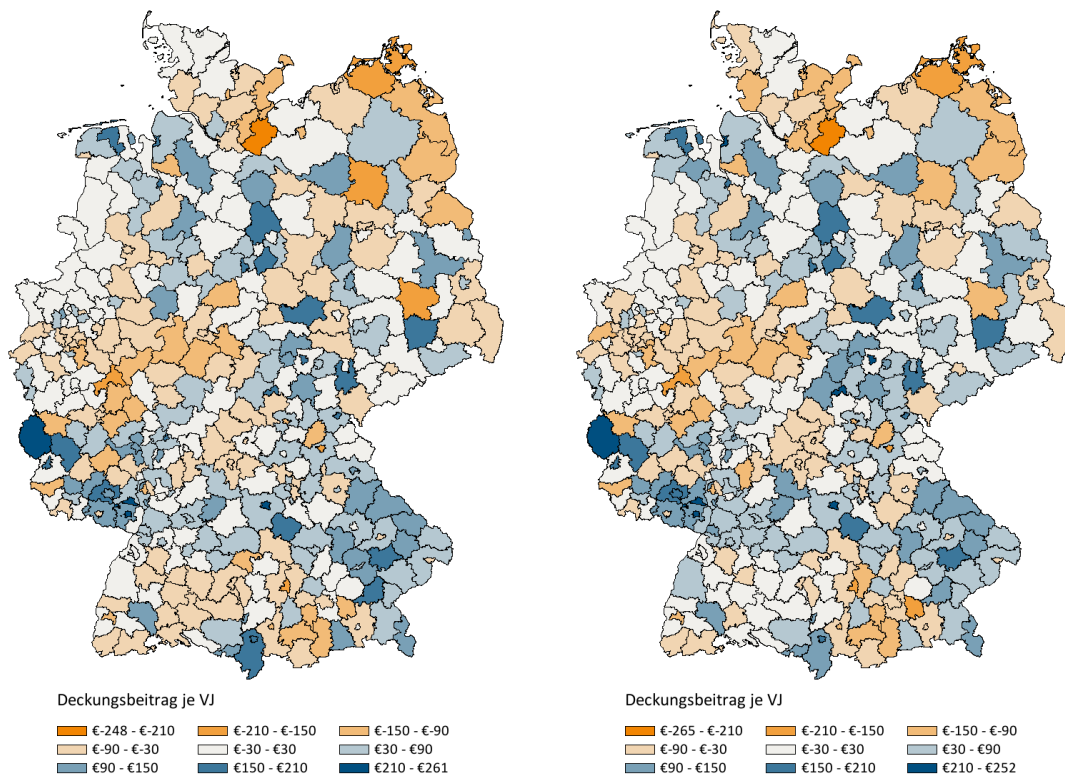 Deckungsbeitrag je VJ
€-248 - €-210 €-210 - €-150 €-150 - €-90
€-90 - €-30 €-30 - €30 €30 - €90
€90 - €150 €150 - €210 €210 - €261
Deckungsbeitrag je VJ
€-265 - €-210 €-210 - €-150 €-150 - €-90
€-90 - €-30 €-30 - €30 €30 - €90
€90 - €150 €150 - €210 €210 - €252